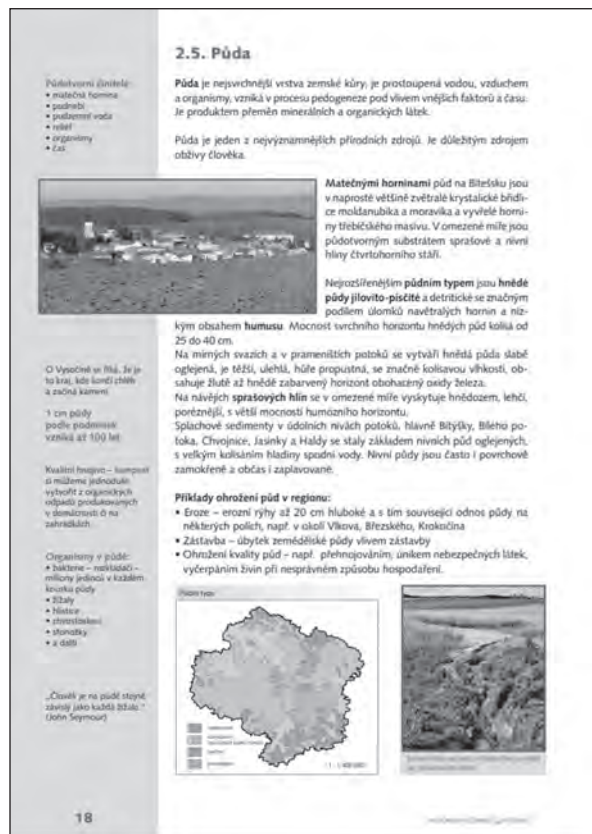 2.5. Půda
Půdotvorní činitelé:
• matečná hornina
• podnebí
• podzemní voda
• reliéf
• organismy
• čas
Půda je nejsvrchnější vrstva zemské kůry, je prostoupená vodou, vzduchem
a organismy, vzniká v procesu pedogeneze pod vlivem vnějších faktorů a času.
Je produktem přeměn minerálních a organických látek.
Půda je jeden z nejvýznamnějších přírodních zdrojů. Je důležitým zdrojem
obživy člověka.
Matečnými horninami půd na Bítešsku jsou
v naprosté většině zvětralé krystalické břidli-
ce moldanubika a moravika a vyvřelé horni-
ny třebíčského masivu. V omezené míře jsou
půdotvorným substrátem sprašové a nivní
hlíny čtvrtohorního stáří.
Nejrozšířenějším půdním typem jsou hnědé
půdy jílovito-písčité a detritické se značným
podílem úlomků navětralých hornin a níz-
kým obsahem humusu. Mocnost svrchního horizontu hnědých půd kolísá od
25 do 40 cm.
Na mírných svazích a v prameništích potoků se vytváří hnědá půda slabě
oglejená, je těžší, ulehlá, hůře propustná, se značně kolísavou vlhkostí, ob-
sahuje žlutě až hnědě zabarvený horizont obohacený oxidy železa.
Na návějích sprašových hlín se v omezené míře vyskytuje hnědozem, lehčí,
poréznější, s větší mocností humózního horizontu.
Splachové sedimenty v údolních nivách potoků, hlavně Bítýšky, Bílého po-
toka, Chvojnice, Jasinky a Haldy se staly základem nivních půd oglejených,
s velkým kolísáním hladiny spodní vody. Nivní půdy jsou často i povrchově
zamokřené a občas i zaplavované.
O Vysočině se říká, že je
to kraj, kde končí chléb
a začíná kamení.
1 cm půdy
podle podmínek
vzniká až 100 let
Kvalitní hnojivo – kompost
si můžeme jednoduše
vytvořit z organických
odpadů produkovaných
v domácnosti či na
zahrádkách.
Organismy v půdě:
• bakterie – rozkladači –
miliony jedinců v každém
kousku půdy
• žížaly
• hlístice
• chvostoskoci
• stonožky
• a další
„Člověk je na půdě stejně
závislý jako každá žížala.“
(John Seymour)
Příklady ohrožení půd v regionu:
• Eroze – erozní rýhy až 20 cm hluboké a s tím související odnos půdy na
některých polích, např. v okolí Vlkova, Březského, Krokočína
• Zástavba – úbytek zemědělské půdy vlivem zástavby
• Ohrožení kvality půd – např. přehnojováním, únikem nebezpečných látek,
vyčerpáním živin při nesprávném způsobu hospodaření.
Půdní typy
18